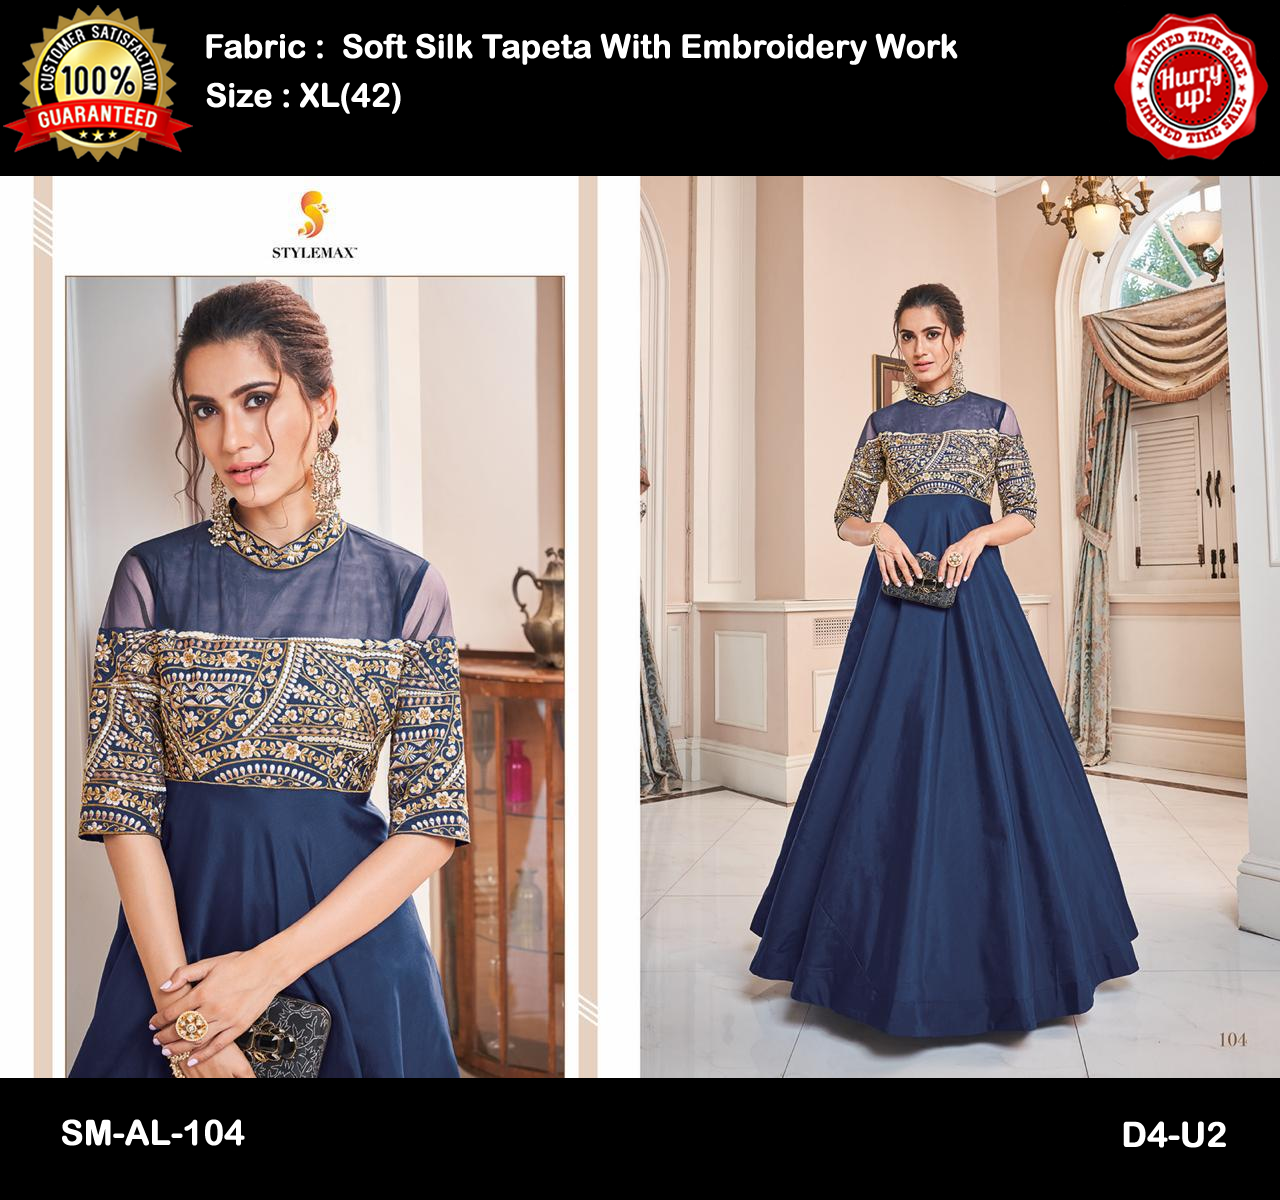 CUSTOMER SATISFACTION
100%
GUARANTEED
Fabric :  Soft Silk Tapeta With Embroidery Work
Size : XL(42)
LIMITED TIME SALE
Hurry
up!
LIMITED TIME SALE
STYLEMAX™
104
SM-AL-104
D4-U2